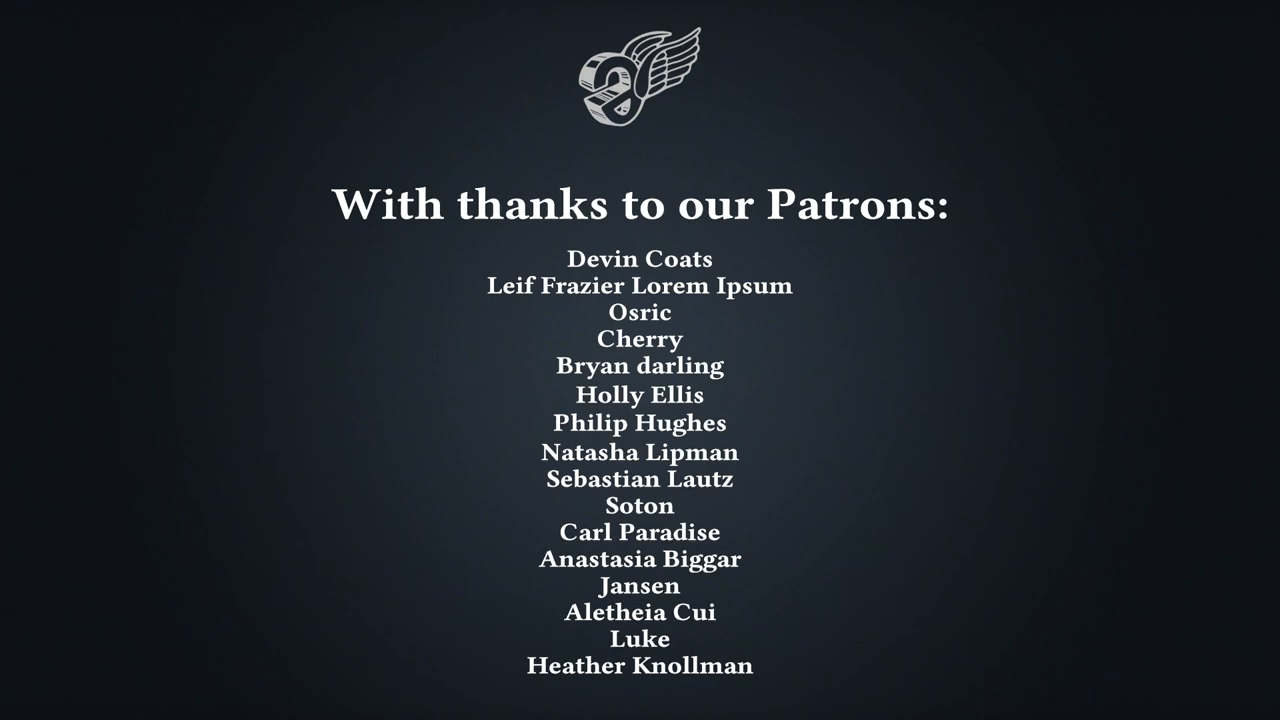 With thanks to our Patrons:
Devin Coats
Leif Frazier Lorem Ipsum
Osric
Cherry
Bryan darling
Holly Ellis
Philip Hughes
Natasha Lipman
Sebastian Lautz
Soton
Carl Paradise
Anastasia Biggar
Jansen
Aletheia Cui
Luke
Heather Knollman